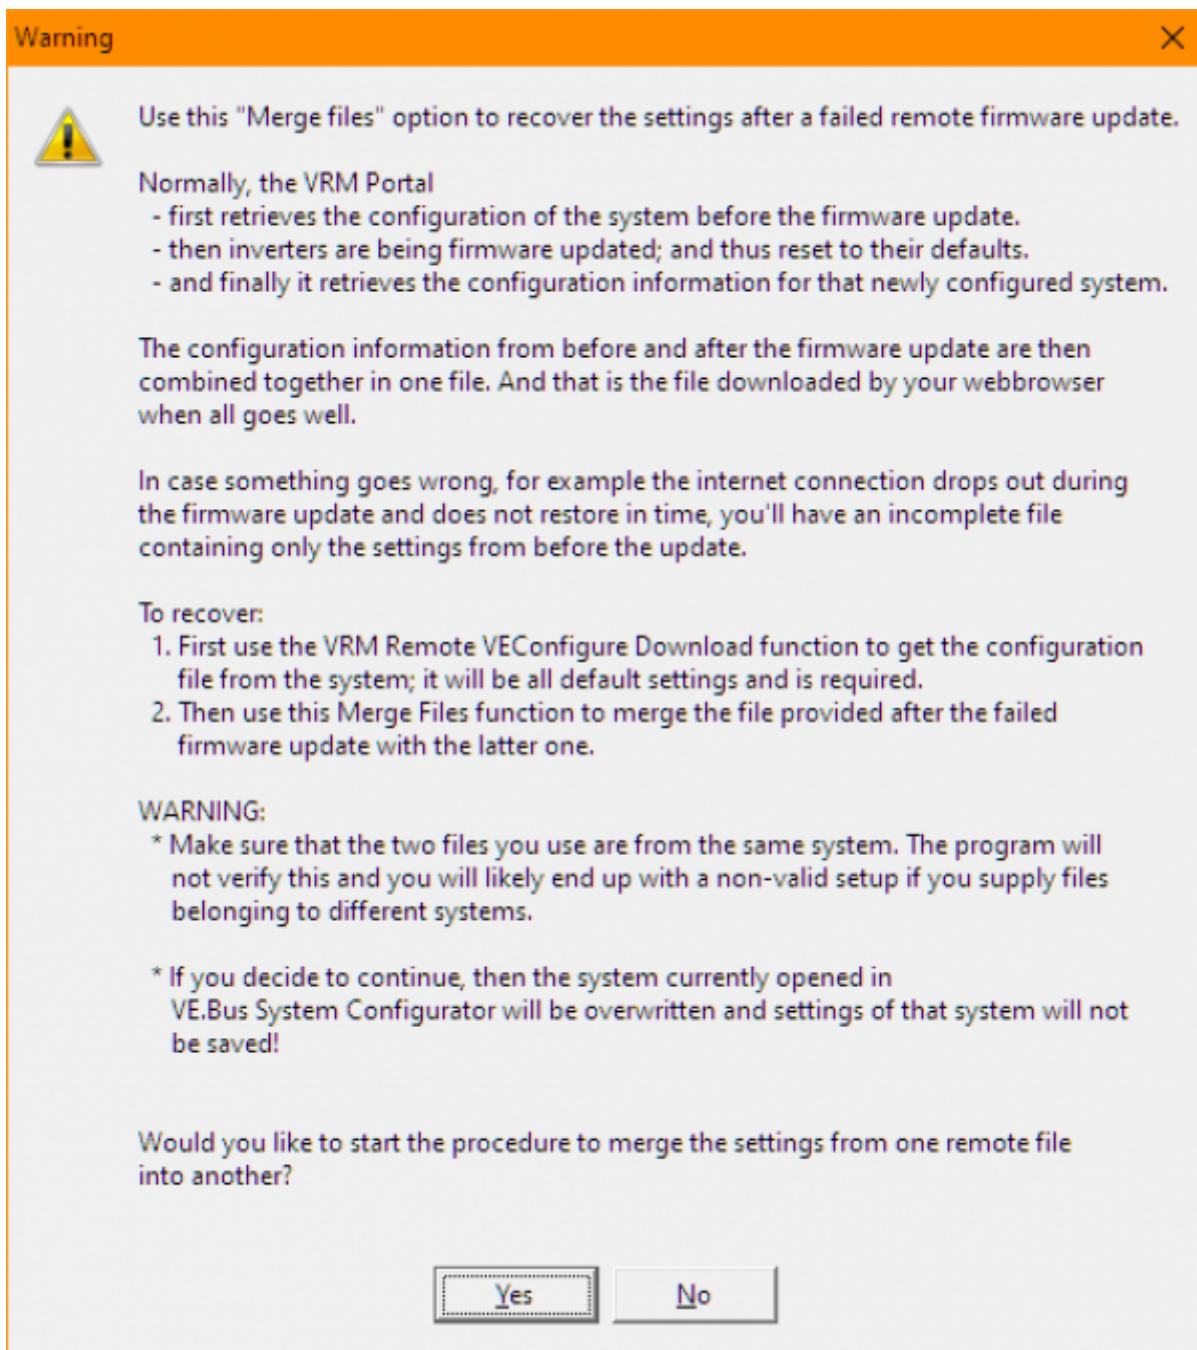 Warning
Use this "Merge files" option to recover the settings after a failed remote firmware update.
Normally, the VRM Portal
- first retrieves the configuration of the system before the firmware update.
- then inverters are being firmware updated; and thus reset to their defaults.
- and finally it retrieves the configuration information for that newly configured system.
The configuration information from before and after the firmware update are then
combined together in one file. And that is the file downloaded by your webbrowser
when all goes well.
In case something goes wrong, for example the internet connection drops out during
the firmware update and does not restore in time, you'll have an incomplete file
containing only the settings from before the update.
To recover:
1. First use the VRM Remote VEConfigure Download function to get the configuration
file from the system; it will be all default settings and is required.
2. Then use this Merge Files function to merge the file provided after the failed
firmware update with the latter one.
WARNING:
* Make sure that the two files you use are from the same system. The program will
not verify this and you will likely end up with a non-valid setup if you supply files
belonging to different systems.
* If you decide to continue, then the system currently opened in
VE.Bus System Configurator will be overwritten and settings of that system will not
be saved!
Would you like to start the procedure to merge the settings from one remote file
into another?
Yes No